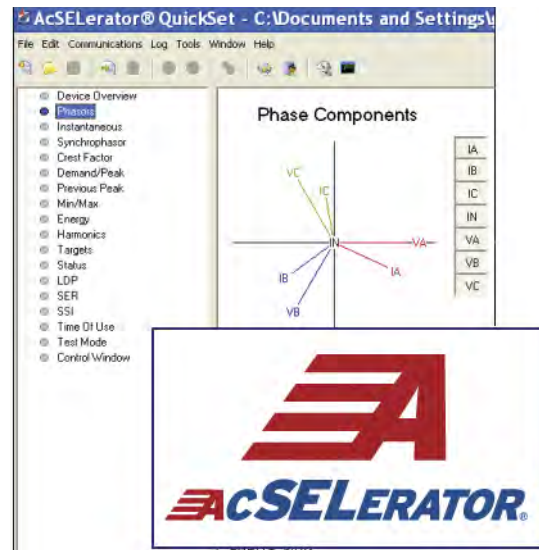 AcSELerator® QuickSet - C:\Documents and Settings\
File Edit Communications Log Tools Window Help
Device Overview
Phasors
Instantaneous
Synchrophasor
Crest Factor
Demand/Peak
Previous Peak
Min/Max
Energy
Harmonics
Targets
Status
LDP
SER
SSI
Time Of Use
Test Mode
Control Window
Phase Components
VC
IC
IN
VA
IA
IB
VB
IA
IB
IC
IN
VA
VB
VC
A
ACSELERATOR®